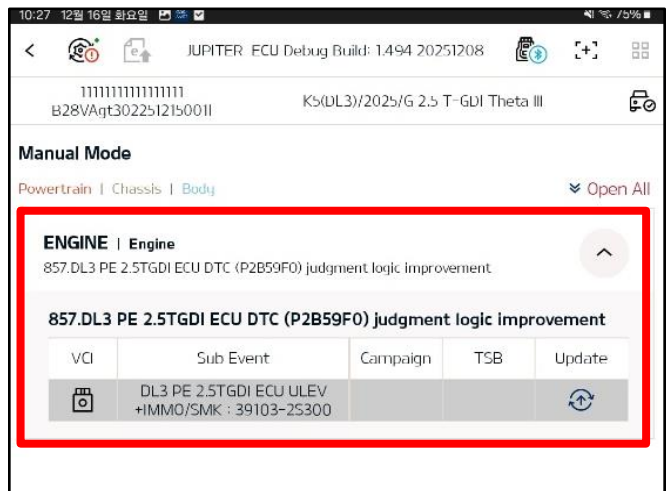 10:27 12월 16일 화요일 75%
JUPITER ECU Debug Build: 1.494 20251208
11111111111111111
B28VAgt302251215001I K5(DL3)/2025/G 2.5 T-GDI Theta III
Manual Mode
Powertrain | Chassis | Body Open All
ENGINE | Engine
857.DL3 PE 2.5TGDI ECU DTC (P2B59F0) judgment logic improvement
857.DL3 PE 2.5TGDI ECU DTC (P2B59F0) judgment logic improvement
VCI Sub Event Campaign TSB Update
DL3 PE 2.5TGDI ECU ULEV
+IMMO/SMK : 39103-2S300